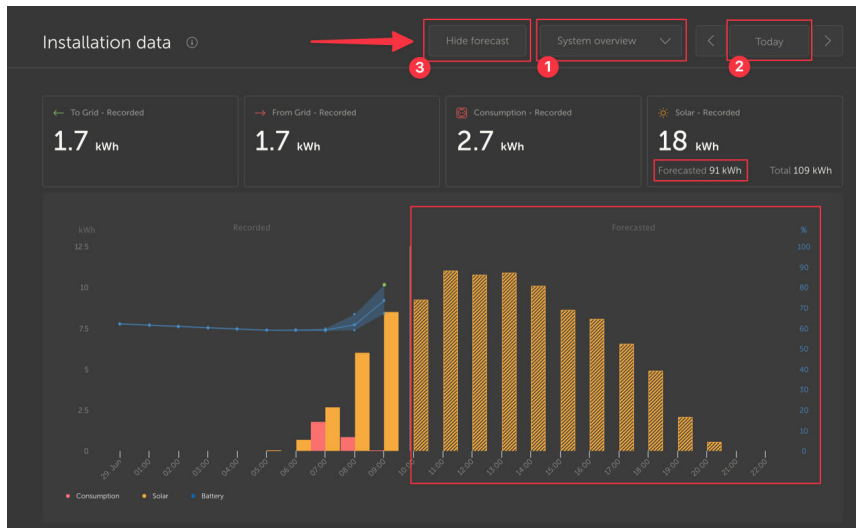 Installation data
Hide forecast
System overview
Today
3
1
2
To Grid - Recorded
1.7 kWh
From Grid - Recorded
1.7 kWh
Consumption - Recorded
2.7 kWh
Solar - Recorded
18 kWh
Forecasted 91 kWh
Total 109 kWh
kWh
Recorded
Forecasted
%
12.5
10
7.5
5
2.5
0
100
90
80
70
60
50
40
30
20
10
0
29. Jun
01:00
02:00
03:00
04:00
05:00
06:00
07:00
08:00
09:00
10:00
11:00
12:00
13:00
14:00
15:00
16:00
17:00
18:00
19:00
20:00
21:00
22:00
Consumption
Solar
Battery